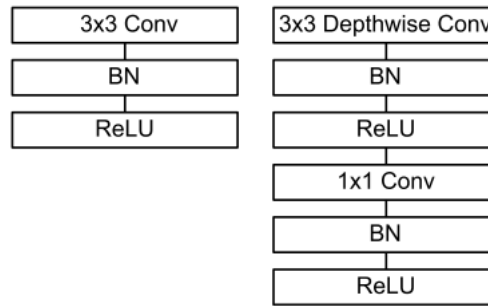 3x3 Conv
BN
ReLU
3x3 Depthwise Conv
BN
ReLU
1x1 Conv
BN
ReLU